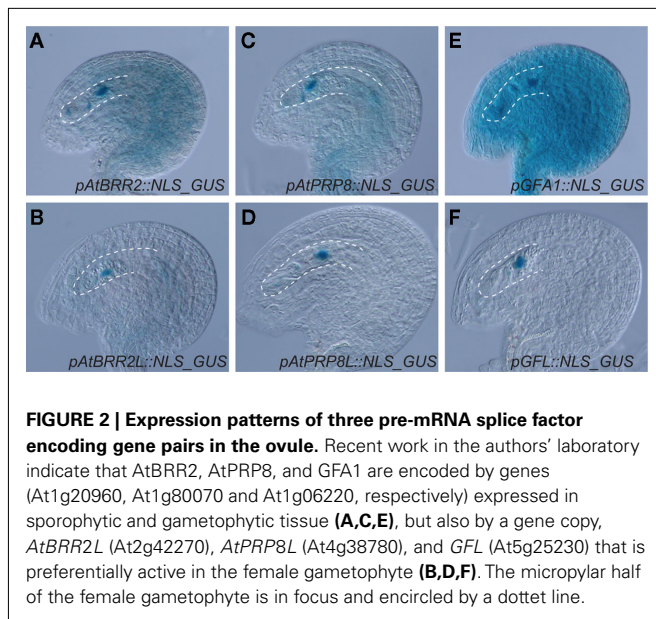 A
C
E
pAtBRR2::NLS_GUS
pAtPRP8::NLS_GUS
pGFA1::NLS_GUS
B
D
F
pAtBRR2L::NLS_GUS
pAtPRP8L::NLS_GUS
pGFL::NLS_GUS
FIGURE 2 | Expression patterns of three pre-mRNA splice factor
encoding gene pairs in the ovule. Recent work in the authors' laboratory
indicate that AtBRR2, AtPRP8, and GFA1 are encoded by genes
(At1g20960, At1g80070 and At1g06220, respectively) expressed in
sporophytic and gametophytic tissue (A,C,E), but also by a gene copy,
AtBRR2L (At2g42270), AtPRP8L (At4g38780), and GFL (At5g25230) that is
preferentially active in the female gametophyte (B,D,F). The micropylar half
of the female gametophyte is in focus and encircled by a dottet line.